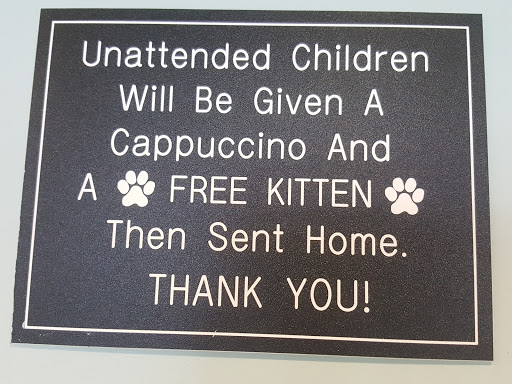 Unattended Children
Will Be Given A
Cappuccino And
A FREE KITTEN
Then Sent Home.
THANK YOU!